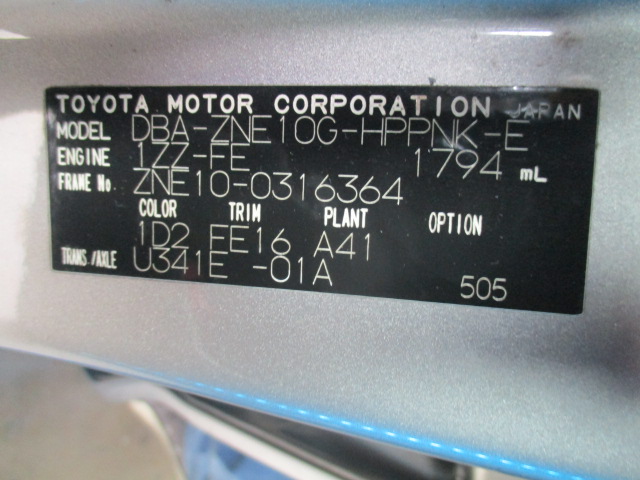 TOYOTA MOTOR CORPORATION JAPAN
MODEL DBA-ZNE10G-HPPNK-E
ENGINE 1ZZ-FE 1794 mL
FRAME No. ZNE10-0316364
COLOR TRIM PLANT OPTION
1D2 FE16 A41
TRANS./AXLE U341E -01A
505